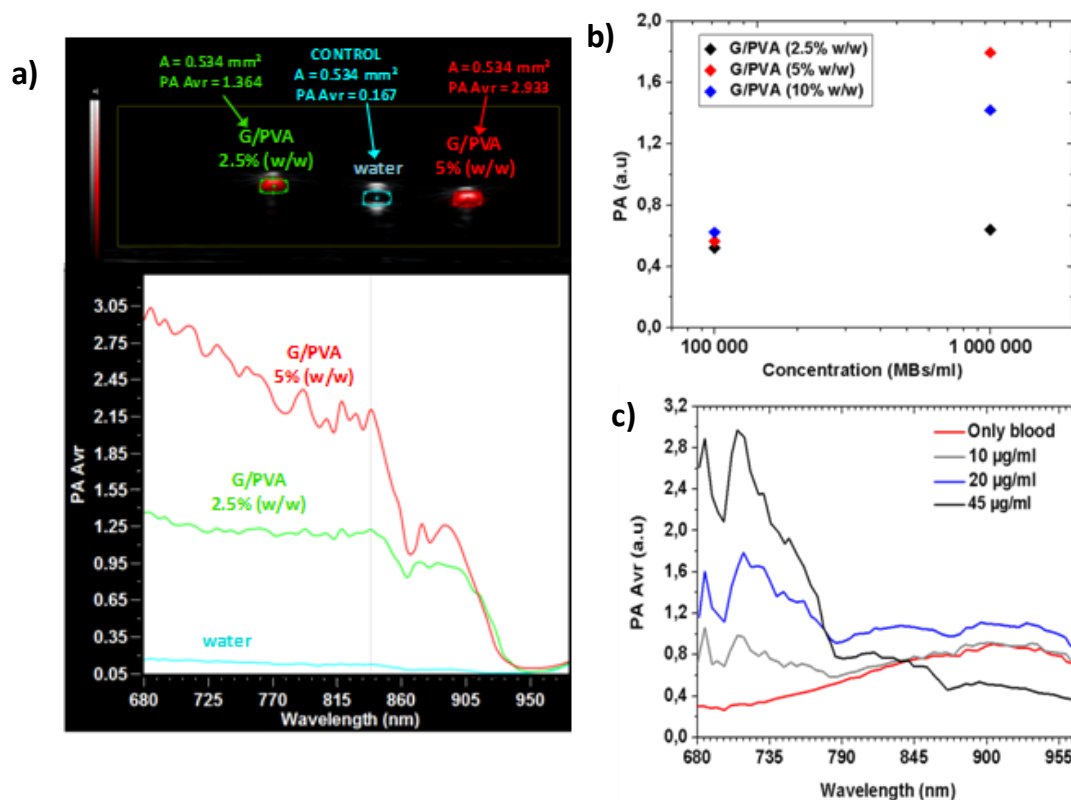 a)
A = 0.534 mm²
PA Avr = 1.364
CONTROL
A = 0.534 mm²
PA Avr = 0.167
A = 0.534 mm²
PA Avr = 2.933
G/PVA
2.5% (w/w)
water
G/PVA
5% (w/w)
3.05
2.75
2.45
2.15
1.85
1.55
1.25
0.95
0.65
0.35
0.05
PA Avr
G/PVA
5% (w/w)
G/PVA
2.5% (w/w)
water
680
725
770
815
860
905
950
Wavelength (nm)
b)
2,0
1,6
1,2
0,8
0,4
0,0
PA (a.u)
G/PVA (2.5% w/w)
G/PVA (5% w/w)
G/PVA (10% w/w)
100 000
1 000 000
Concentration (MBs/ml)
c)
3,2
2,8
2,4
2,0
1,6
1,2
0,8
0,4
0,0
PA Avr (a.u)
Only blood
10 µg/ml
20 µg/ml
45 µg/ml
680
735
790
845
900
955
Wavelength (nm)